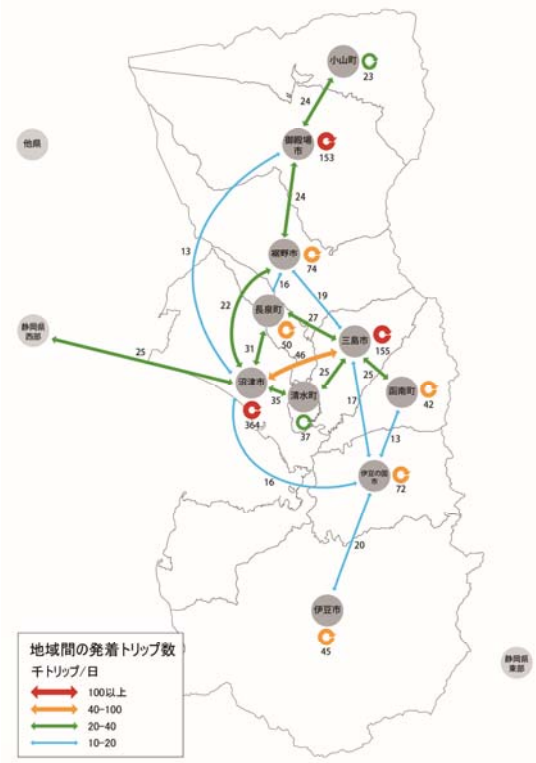 小山町
23
24
御殿場
市
153
他県
24
13
裾野市
74
16
19
22
長泉町
27
50
静岡県
西部
25
31
46
三島市
155
25
25
沼津市
35
清水町
364
37
17
函南町
42
13
16
伊豆の国
市
72
20
伊豆市
45
静岡県
東部
地域間の発着トリップ数
千トリップ/日
100以上
40-100
20-40
10-20